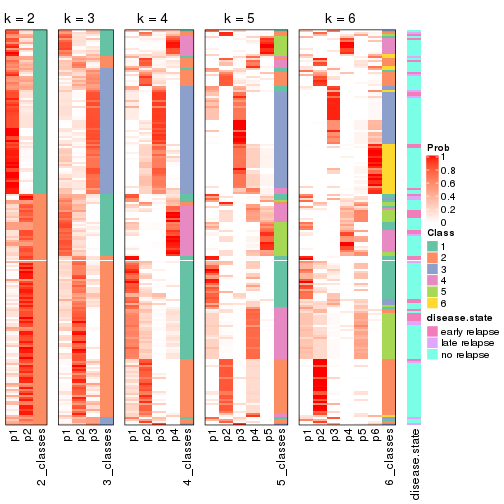 k = 2 k = 3 k = 4 k = 5 k = 6
Prob
1
0.8
0.6
0.4
0.2
0
Class
1
2
3
4
5
6
disease.state
early relapse
late relapse
no relapse
p1 p2 2_classes p1 p2 p3 3_classes p1 p2 p3 p4 4_classes p1 p2 p3 p4 p5 5_classes p1 p2 p3 p4 p5 p6 6_classes disease.state